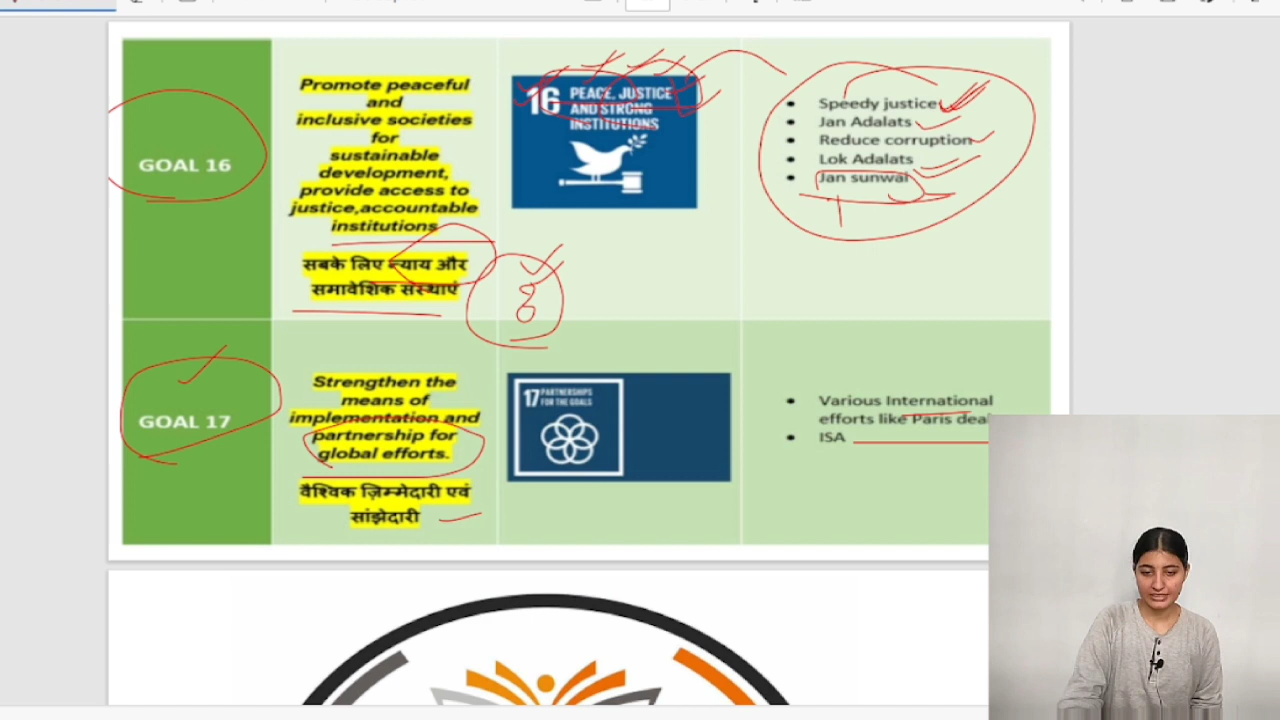 GOAL 16
Promote peaceful
and
inclusive societies
for
sustainable
development,
provide access to
justice,accountable
institutions
सबके लिए न्याय और
समावेशिक संस्थाएं
16 PEACE, JUSTICE
AND STRONG
INSTITUTIONS
• Speedy justice
• Jan Adalats
• Reduce corruption
• Lok Adalats
• Jan sunwai
8
GOAL 17
Strengthen the
means of
implementation and
partnership for
global efforts.
वैश्विक ज़िम्मेदारी एवं
सांझेदारी
17 PARTNERSHIPS
FOR THE GOALS
• Various International
efforts like Paris deal
• ISA